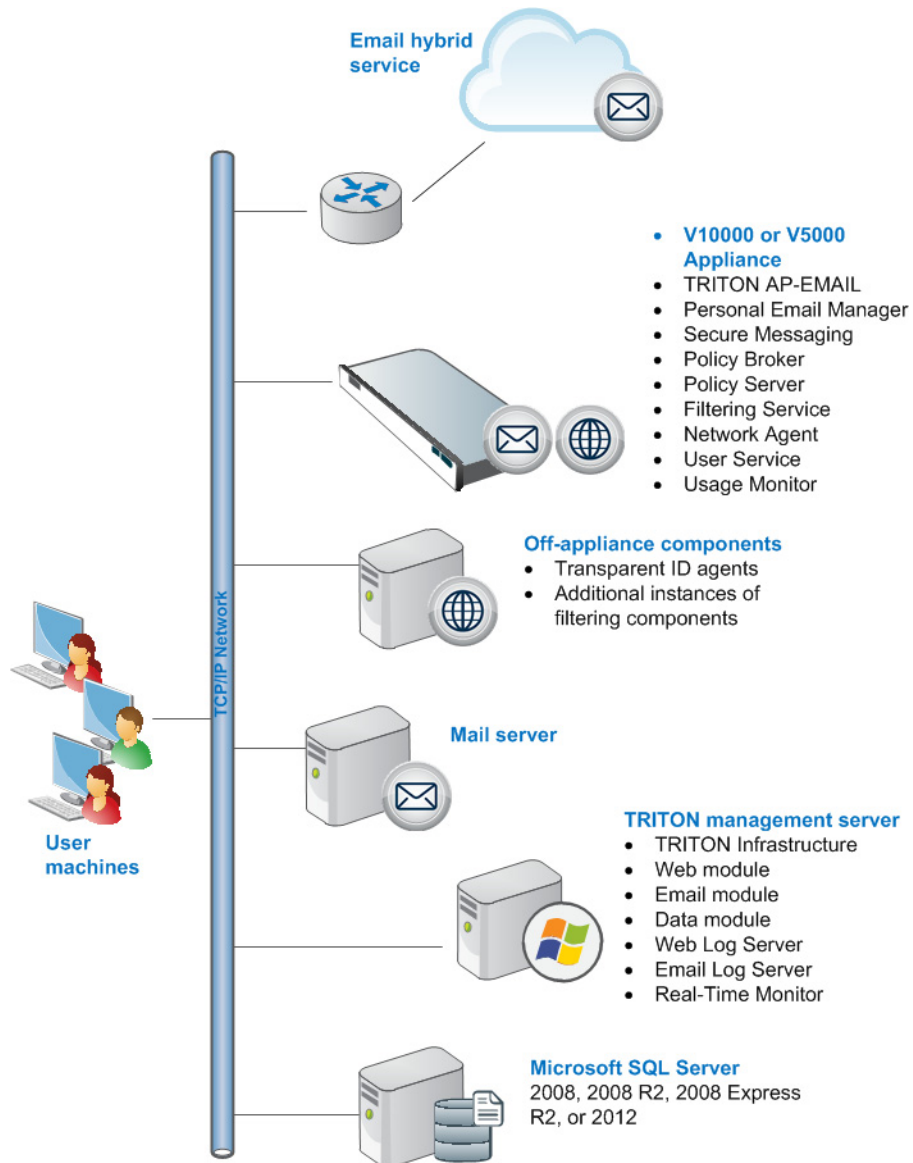 Email hybrid
service
• V10000 or V5000
Appliance
• TRITON AP-EMAIL
• Personal Email Manager
• Secure Messaging
• Policy Broker
• Policy Server
• Filtering Service
• Network Agent
• User Service
• Usage Monitor
Off-appliance components
• Transparent ID agents
• Additional instances of
filtering components
TCP/IP Network
Mail server
User
machines
TRITON management server
• TRITON Infrastructure
• Web module
• Email module
• Data module
• Web Log Server
• Email Log Server
• Real-Time Monitor
Microsoft SQL Server
2008, 2008 R2, 2008 Express
R2, or 2012